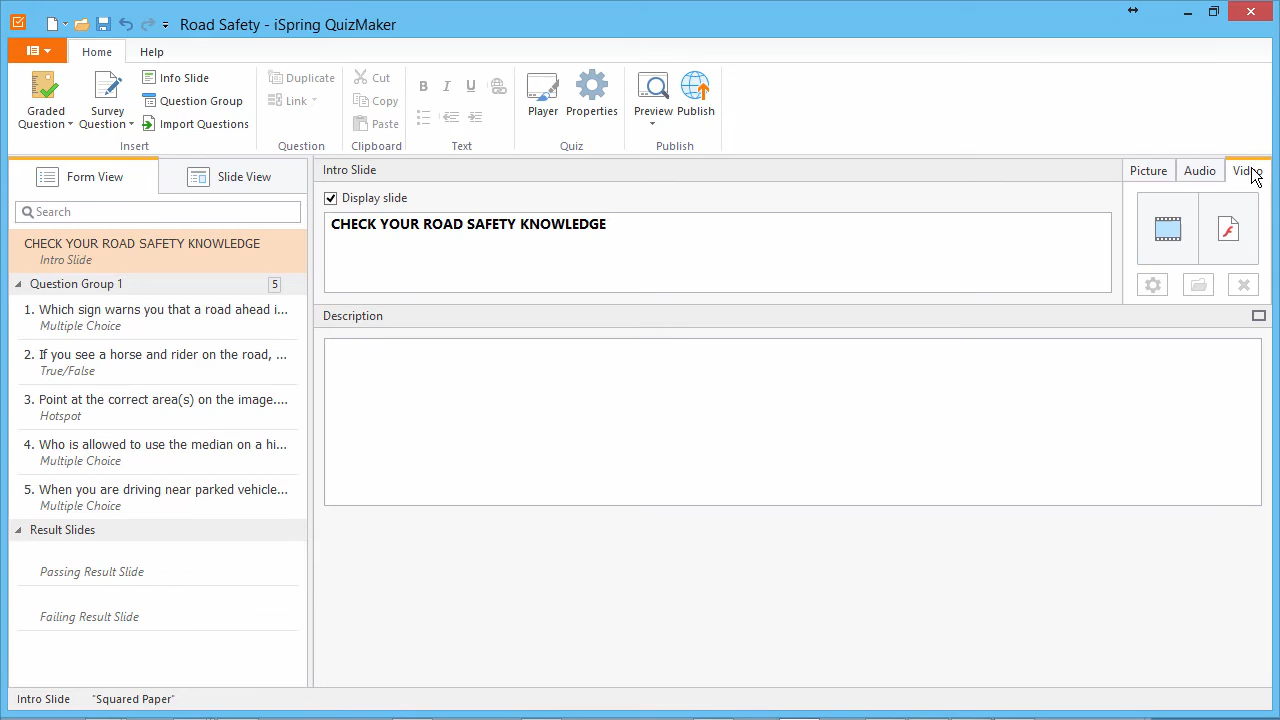 Road Safety - iSpring QuizMaker
Home
Help
Graded Question
Survey Question
Info Slide
Question Group
Import Questions
Insert
Duplicate
Link
Question
Cut
Copy
Paste
Clipboard
B I U
Text
Player
Properties
Quiz
Preview
Publish
Publish
Form View
Slide View
Search
CHECK YOUR ROAD SAFETY KNOWLEDGE
Intro Slide
Question Group 1
5
1. Which sign warns you that a road ahead i...
Multiple Choice
2. If you see a horse and rider on the road, ...
True/False
3. Point at the correct area(s) on the image....
Hotspot
4. Who is allowed to use the median on a hi...
Multiple Choice
5. When you are driving near parked vehicle...
Multiple Choice
Result Slides
Passing Result Slide
Failing Result Slide
Intro Slide
Display slide
CHECK YOUR ROAD SAFETY KNOWLEDGE
Picture
Audio
Video
Description
Intro Slide
"Squared Paper"